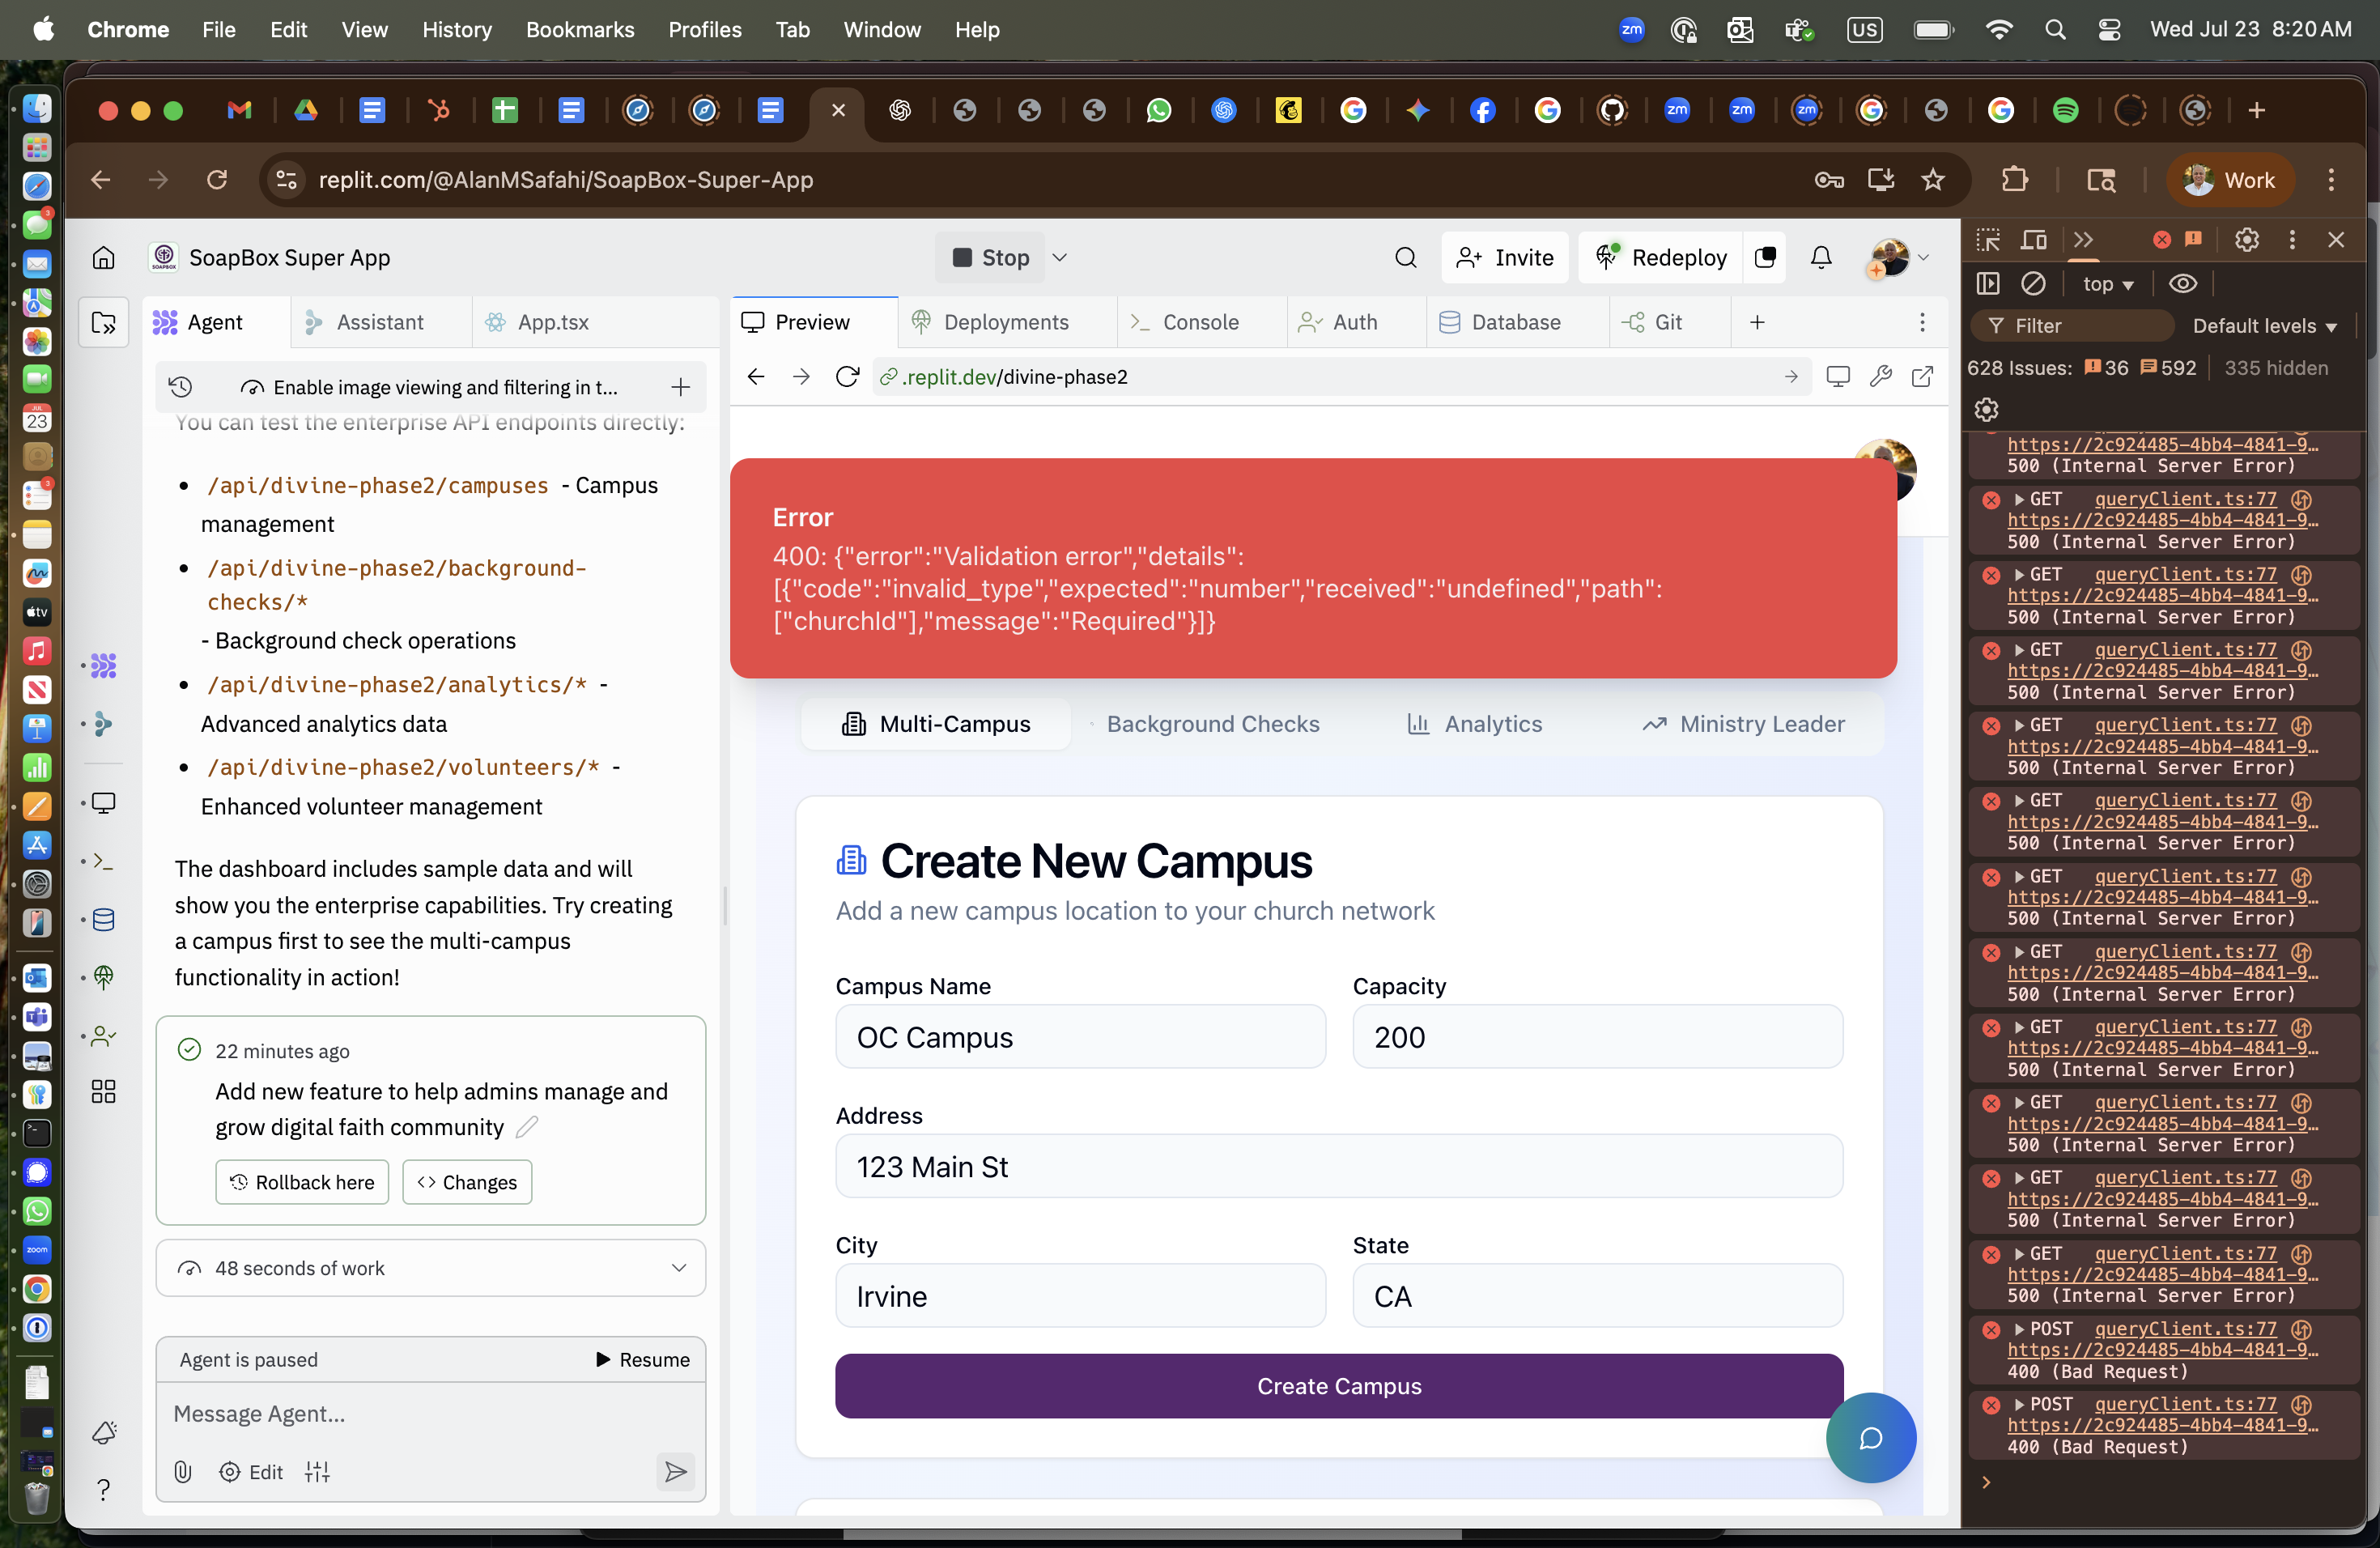 Chrome File Edit View History Bookmarks Profiles Tab Window Help
zm US Wed Jul 23 8:20 AM
replit.com/@AlanMSafahi/SoapBox-Super-App
Work
SoapBox Super App
Stop
Invite
Redeploy
Agent
Assistant
App.tsx
Enable image viewing and filtering in t...
You can test the enterprise API endpoints directly:
• /api/divine-phase2/campuses - Campus
management
• /api/divine-phase2/background-
checks/*
- Background check operations
• /api/divine-phase2/analytics/* -
Advanced analytics data
• /api/divine-phase2/volunteers/* -
Enhanced volunteer management
The dashboard includes sample data and will
show you the enterprise capabilities. Try creating
a campus first to see the multi-campus
functionality in action!
22 minutes ago
Add new feature to help admins manage and
grow digital faith community
Rollback here
Changes
48 seconds of work
Agent is paused
Resume
Message Agent...
Edit
Preview
Deployments
Console
Auth
Database
Git
.replit.dev/divine-phase2
Error
400: {"error":"Validation error","details":
[{"code":"invalid_type","expected":"number","received":"undefined","path":
["churchId"],"message":"Required"}]}
Multi-Campus
Background Checks
Analytics
Ministry Leader
Create New Campus
Add a new campus location to your church network
Campus Name
Capacity
OC Campus
200
Address
123 Main St
City
State
Irvine
CA
Create Campus
top
Filter
Default levels
628 Issues: 36 592 335 hidden
https://2c924485-4bb4-4841-9…
500 (Internal Server Error)
GET queryClient.ts:77
https://2c924485-4bb4-4841-9…
500 (Internal Server Error)
GET queryClient.ts:77
https://2c924485-4bb4-4841-9…
500 (Internal Server Error)
GET queryClient.ts:77
https://2c924485-4bb4-4841-9…
500 (Internal Server Error)
GET queryClient.ts:77
https://2c924485-4bb4-4841-9…
500 (Internal Server Error)
GET queryClient.ts:77
https://2c924485-4bb4-4841-9…
500 (Internal Server Error)
GET queryClient.ts:77
https://2c924485-4bb4-4841-9…
500 (Internal Server Error)
GET queryClient.ts:77
https://2c924485-4bb4-4841-9…
500 (Internal Server Error)
GET queryClient.ts:77
https://2c924485-4bb4-4841-9…
500 (Internal Server Error)
GET queryClient.ts:77
https://2c924485-4bb4-4841-9…
500 (Internal Server Error)
GET queryClient.ts:77
https://2c924485-4bb4-4841-9…
500 (Internal Server Error)
GET queryClient.ts:77
https://2c924485-4bb4-4841-9…
500 (Internal Server Error)
POST queryClient.ts:77
https://2c924485-4bb4-4841-9…
400 (Bad Request)
POST queryClient.ts:77
https://2c924485-4bb4-4841-9…
400 (Bad Request)